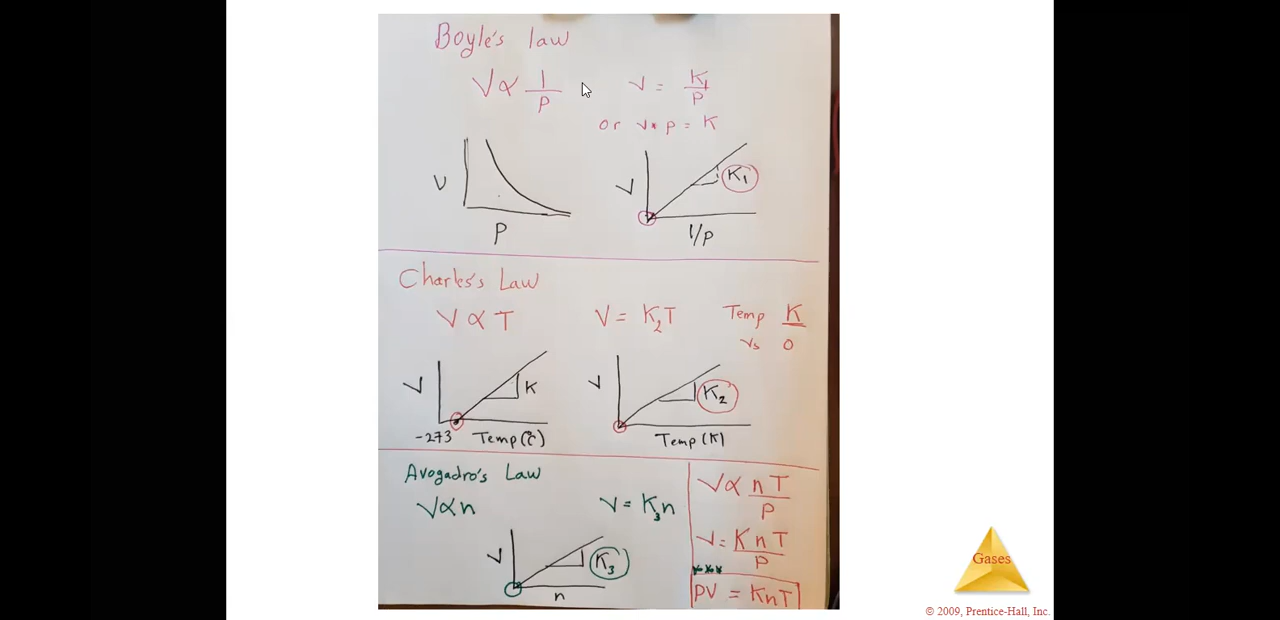 Boyle's law
V ∝ 1/P
V = K₁/P
Or V * P = K
V
P
V
K₁
1/P
Charles's Law
V ∝ T
V = K₂T
Temp K
vs 0
V
K
-273 Temp (°C)
V
K₂
Temp (K)
Avogadro's Law
V ∝ n
V = K₃n
V
K₃
n
V ∝ nT/P
V = KnT/P
***
PV = KnT
Gases
© 2009, Prentice-Hall, Inc.